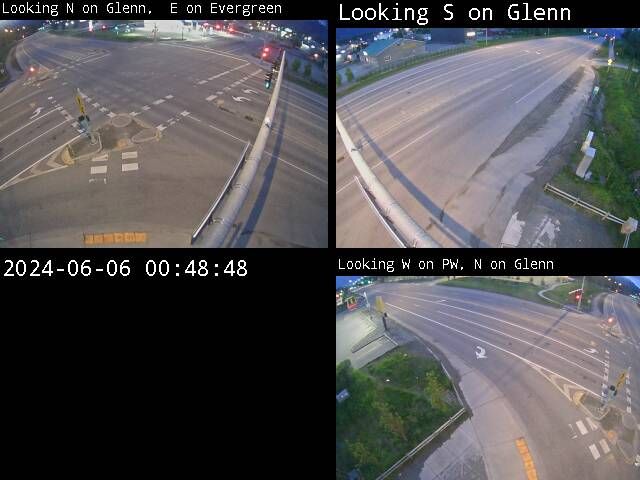 Looking N on Glenn,  E on Evergreen
Looking S on Glenn
2024-06-06 00:48:48
Looking W on PW, N on Glenn